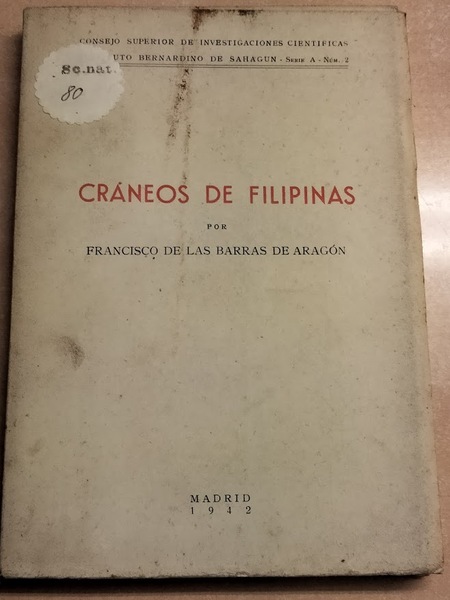 CONSEJO SUPERIOR DE INVESTIGACIONES CIENTIFICAS
UTO BERNARDINO DE SAHAGUN - SERIE A - NÚM. 2
Sc.nat.
80
CRÁNEOS DE FILIPINAS
POR
FRANCISCO DE LAS BARRAS DE ARAGÓN
MADRID
1942